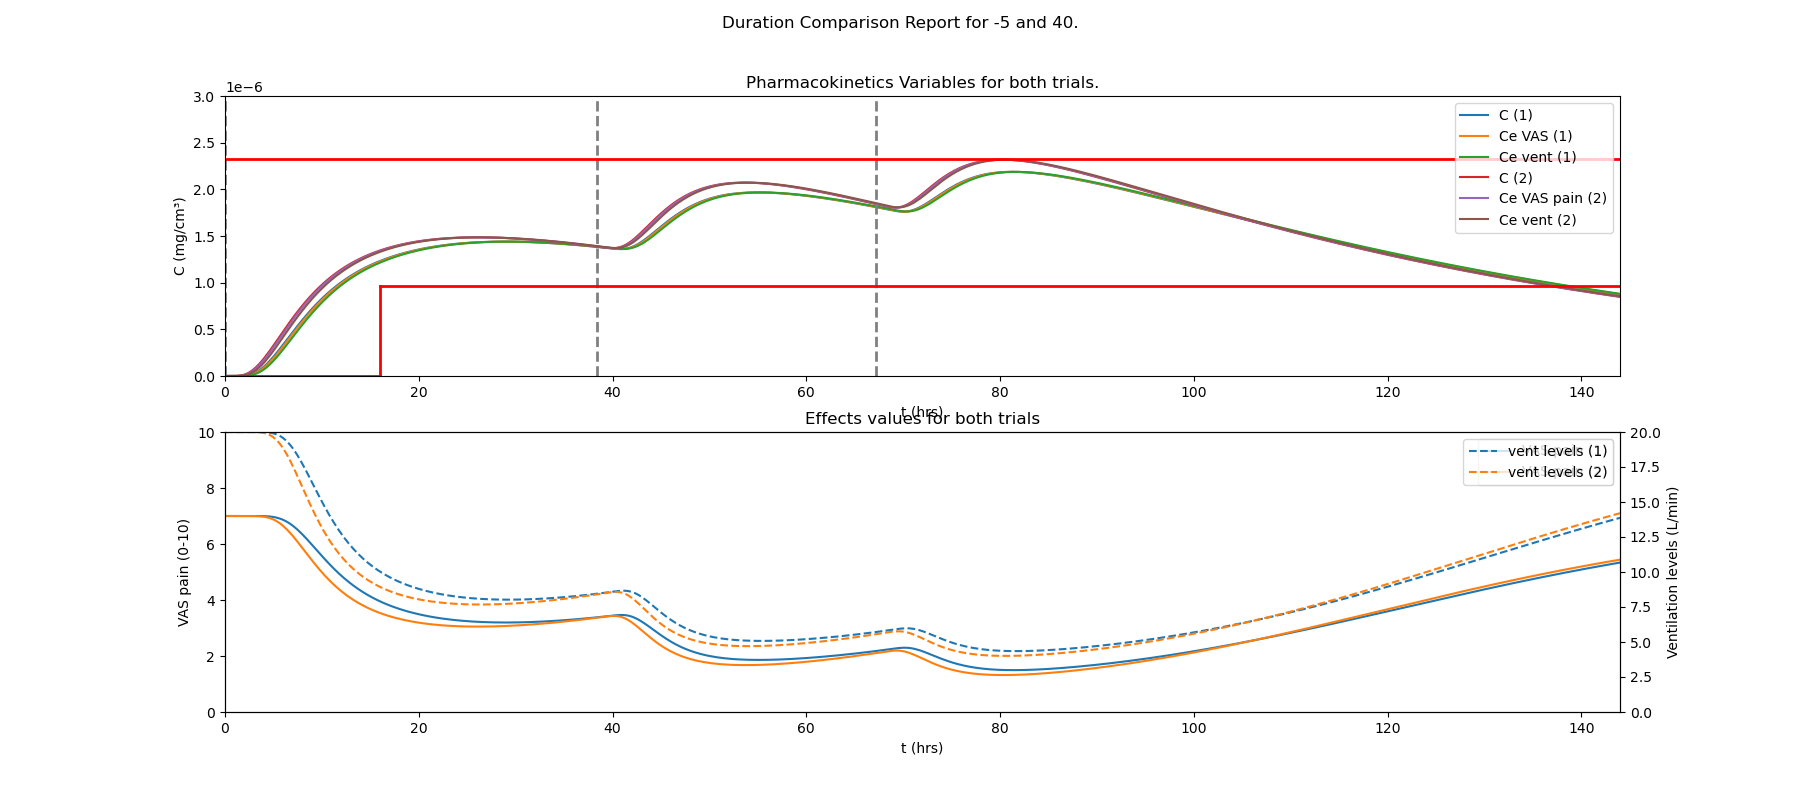 Duration Comparison Report for -5 and 40.
Pharmacokinetics Variables for both trials.
1e−6
3.0
2.5
2.0
1.5
1.0
0.5
0.0
C (mg/cm³)
C (1)
Ce VAS (1)
Ce vent (1)
C (2)
Ce VAS pain (2)
Ce vent (2)
0 20 40 60 80 100 120 140
t (hrs)
Effects values for both trials
10
8
6
4
2
0
VAS pain (0-10)
vent levels (1)
vent levels (2)
20.0
17.5
15.0
12.5
10.0
7.5
5.0
2.5
0.0
Ventilation levels (L/min)
0 20 40 60 80 100 120 140
t (hrs)